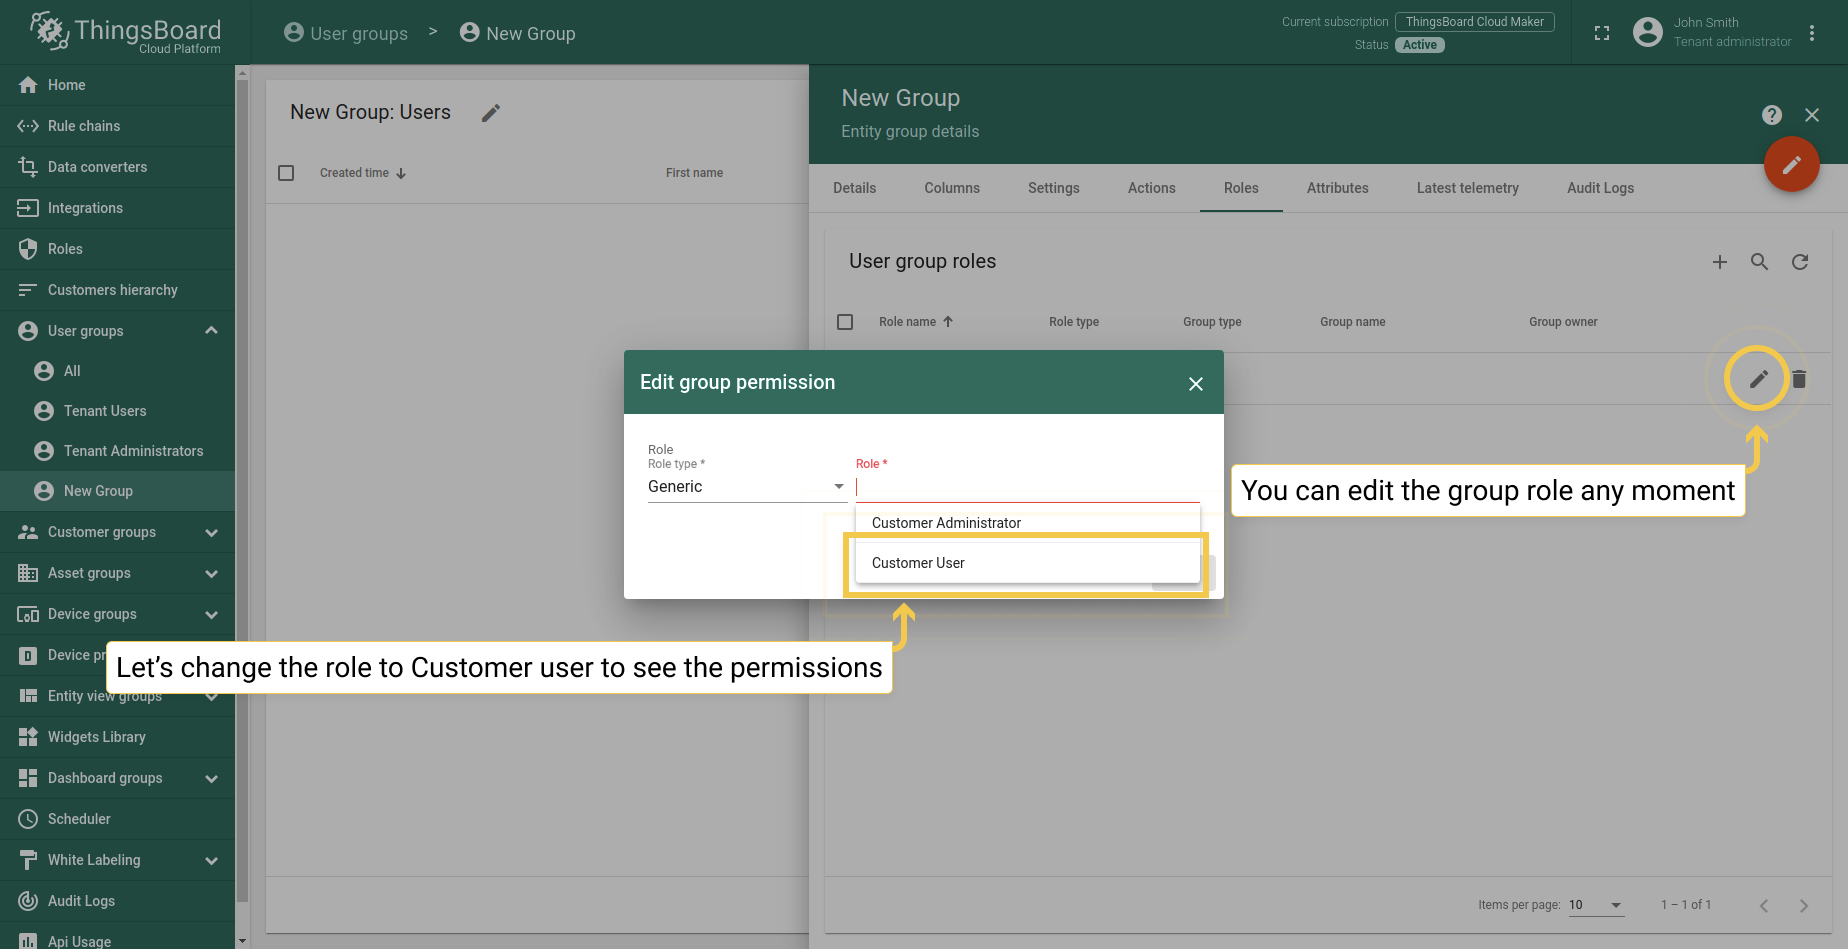 ThingsBoard
Cloud Platform
User groups > New Group
Current subscription ThingsBoard Cloud Maker
Status Active
John Smith
Tenant administrator
Home
Rule chains
Data converters
Integrations
Roles
Customers hierarchy
User groups
All
Tenant Users
Tenant Administrators
New Group
Customer groups
Asset groups
Device groups
Device pr
Entity view groups
Widgets Library
Dashboard groups
Scheduler
White Labeling
Audit Logs
Api Usage
New Group: Users
Created time
First name
New Group
Entity group details
Details Columns Settings Actions Roles Attributes Latest telemetry Audit Logs
User group roles
Role name Role type Group type Group name Group owner
Edit group permission
Role
Role type * Role *
Generic
Customer Administrator
Customer User
You can edit the group role any moment
Let’s change the role to Customer user to see the permissions
Items per page: 10 1 – 1 of 1